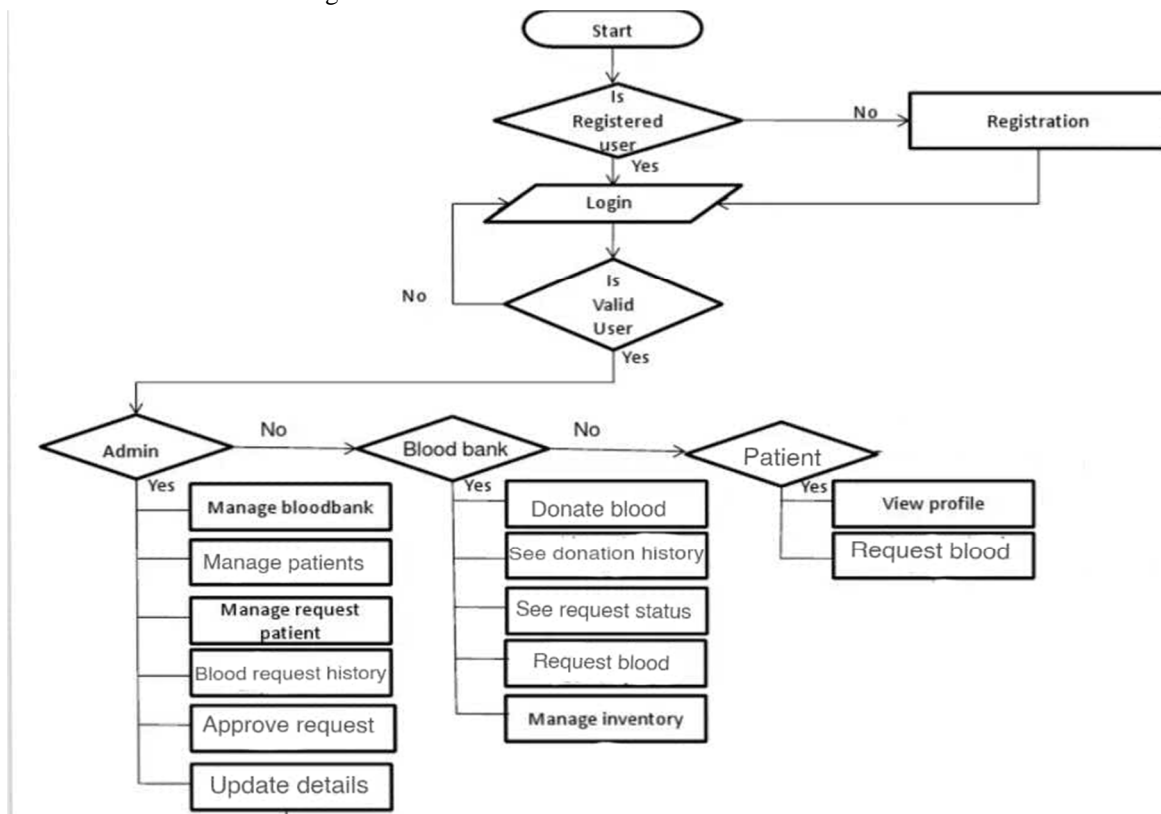 Start
Is
Registered
user
No
Registration
Yes
Login
Is
Valid
User
No
Yes
Admin
No
Blood bank
No
Patient
Yes
Yes
Yes
Manage bloodbank
Manage patients
Manage request
patient
Blood request history
Approve request
Update details
Donate blood
See donation history
See request status
Request blood
Manage inventory
View profile
Request blood